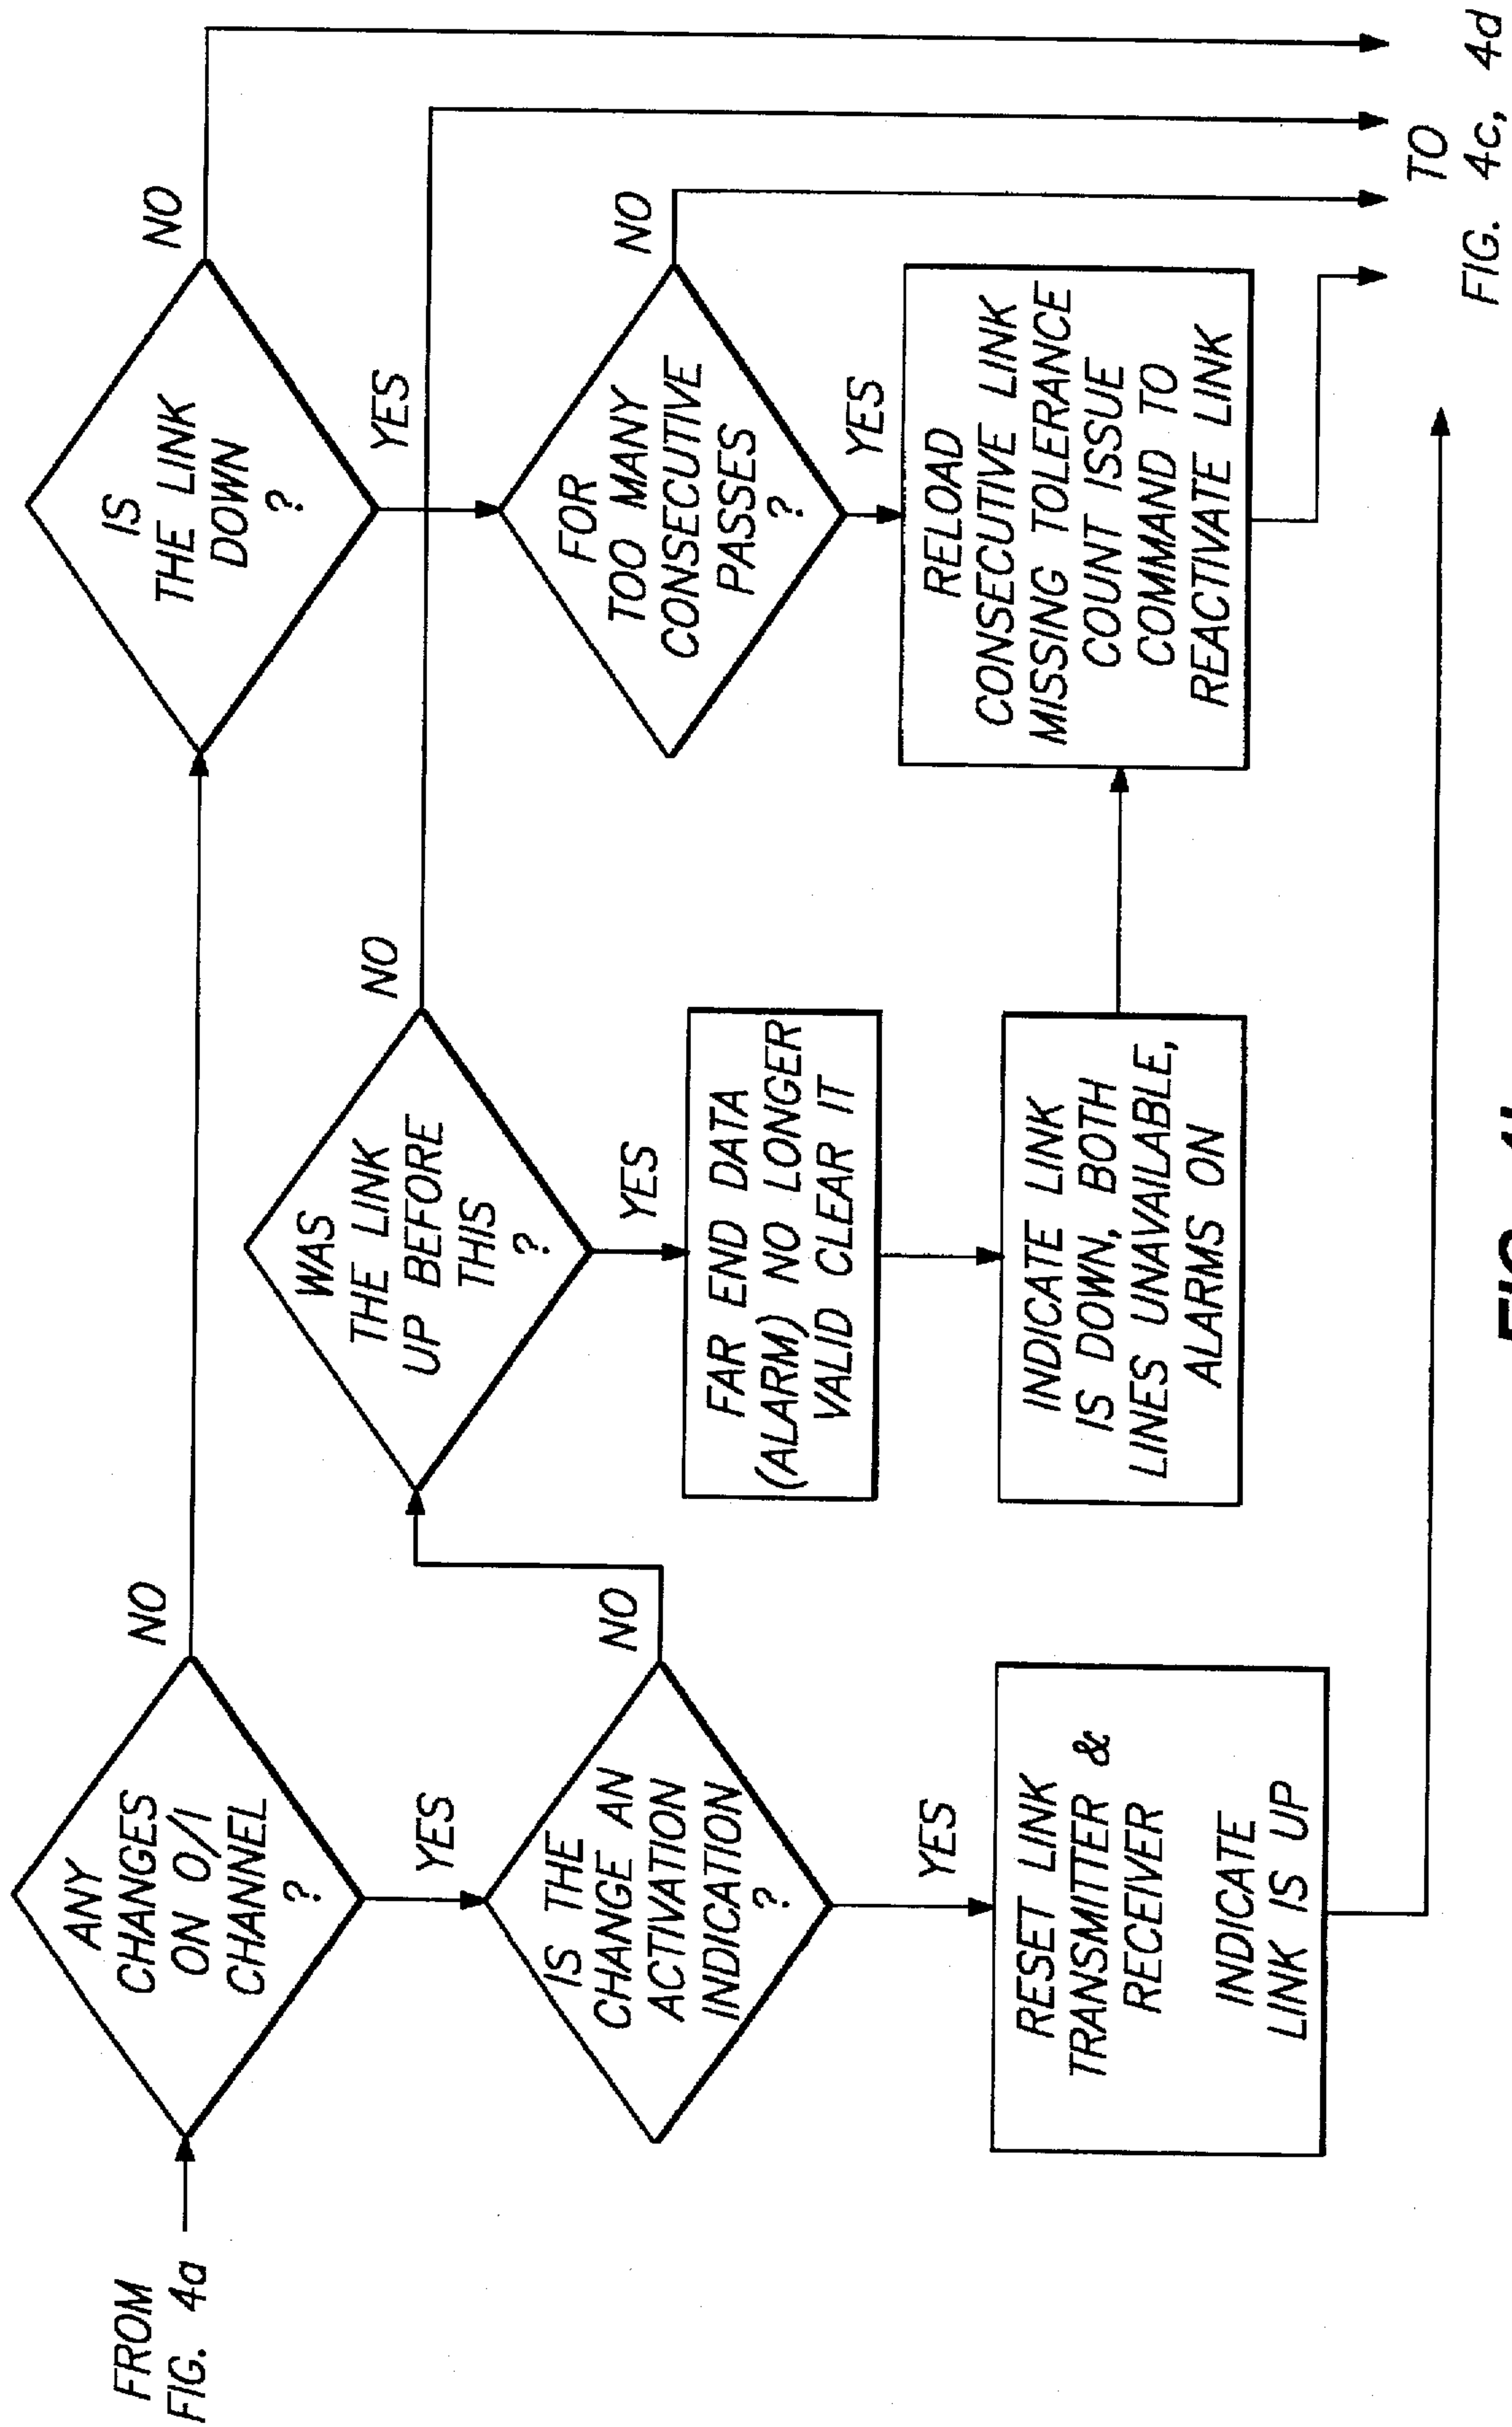 FROM
FIG. 4a
ANY
CHANGES
ON O/I
CHANNEL
?
NO
YES
IS THE
CHANGE AN
ACTIVATION
INDICATION
?
NO
YES
RESET LINK
TRANSMITTER &
RECEIVER
INDICATE
LINK IS UP
WAS
THE LINK
UP BEFORE
THIS
?
NO
YES
FAR END DATA
(ALARM) NO LONGER
VALID CLEAR IT
INDICATE LINK
IS DOWN, BOTH
LINES UNAVAILABLE,
ALARMS ON
IS
THE LINK
DOWN
?
NO
YES
FOR
TOO MANY
CONSECUTIVE
PASSES
?
NO
YES
RELOAD
CONSECUTIVE LINK
MISSING TOLERANCE
COUNT ISSUE
COMMAND TO
REACTIVATE LINK
TO
FIG. 4c, 4d